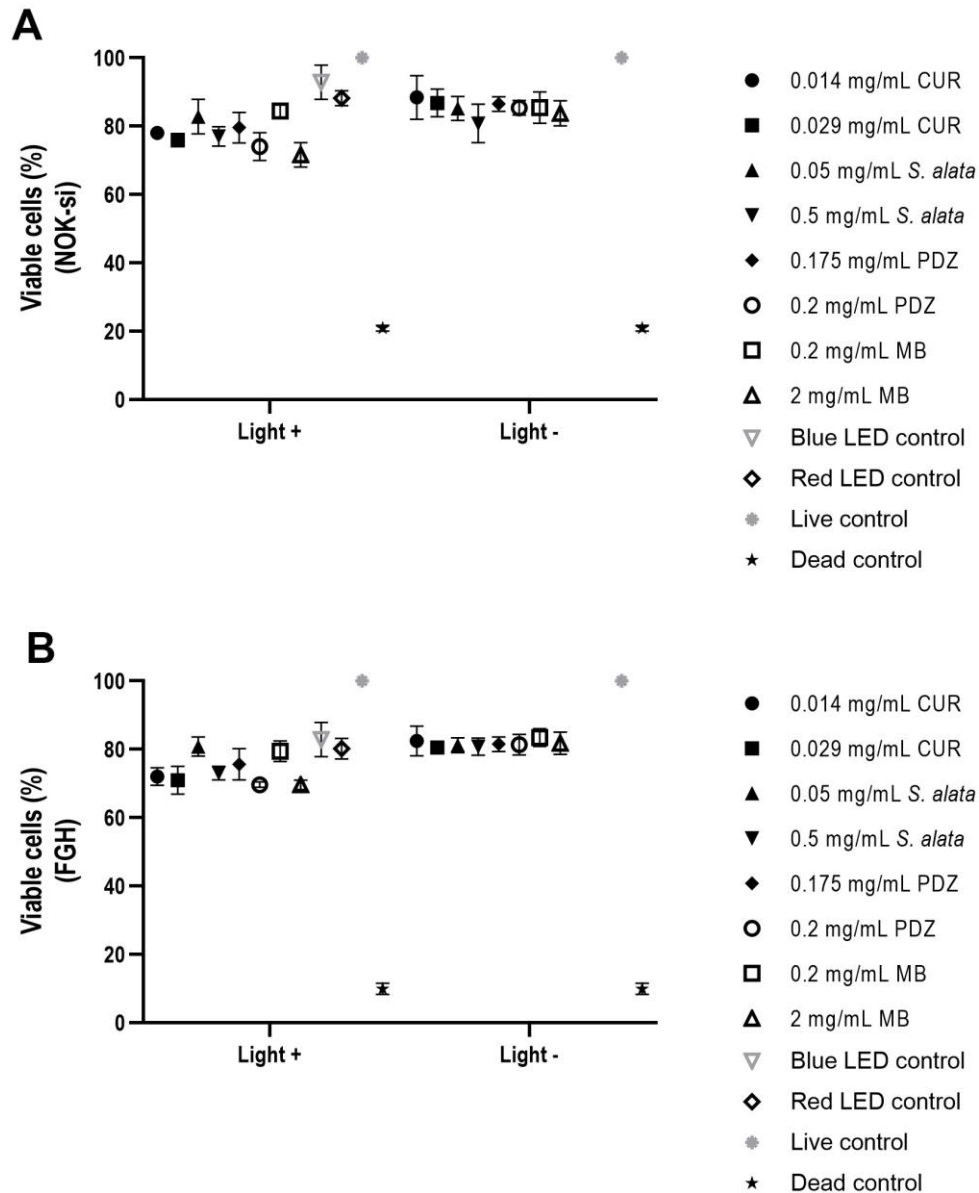 A
Viable cells (%)
(NOK-si)
100
80
60
40
20
0
Light +
Light -
0.014 mg/mL CUR
0.029 mg/mL CUR
0.05 mg/mL S. alata
0.5 mg/mL S. alata
0.175 mg/mL PDZ
0.2 mg/mL PDZ
0.2 mg/mL MB
2 mg/mL MB
Blue LED control
Red LED control
Live control
Dead control
B
Viable cells (%)
(FGH)
100
80
60
40
20
0
Light +
Light -
0.014 mg/mL CUR
0.029 mg/mL CUR
0.05 mg/mL S. alata
0.5 mg/mL S. alata
0.175 mg/mL PDZ
0.2 mg/mL PDZ
0.2 mg/mL MB
2 mg/mL MB
Blue LED control
Red LED control
Live control
Dead control